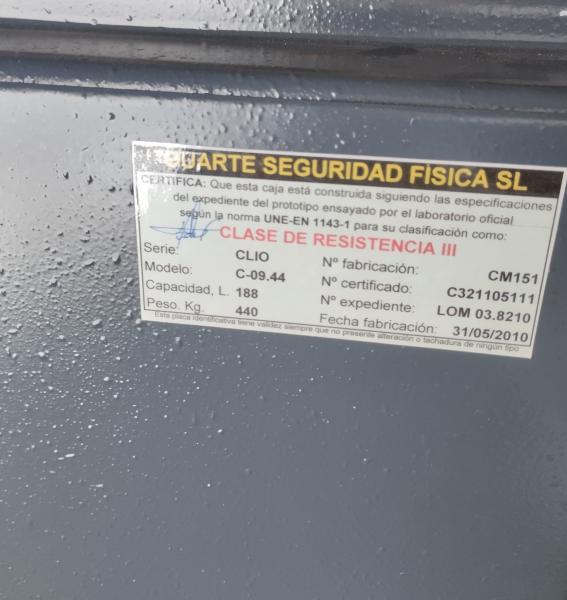 DUARTE SEGURIDAD FÍSICA SL
CERTIFICA: Que esta caja está construida siguiendo las especificaciones
del expediente del prototipo ensayado por el laboratorio oficial
según la norma UNE-EN 1143-1 para su clasificación como:
CLASE DE RESISTENCIA III
Serie: CLIO Nº fabricación: CM151
Modelo: C-09.44 Nº certificado: C321105111
Capacidad, L. 188 Nº expediente: LOM 03.8210
Peso. Kg. 440 Fecha fabricación: 31/05/2010
Esta placa identificativa tiene validez siempre que no presente alteración o tachadura de ningún tipo